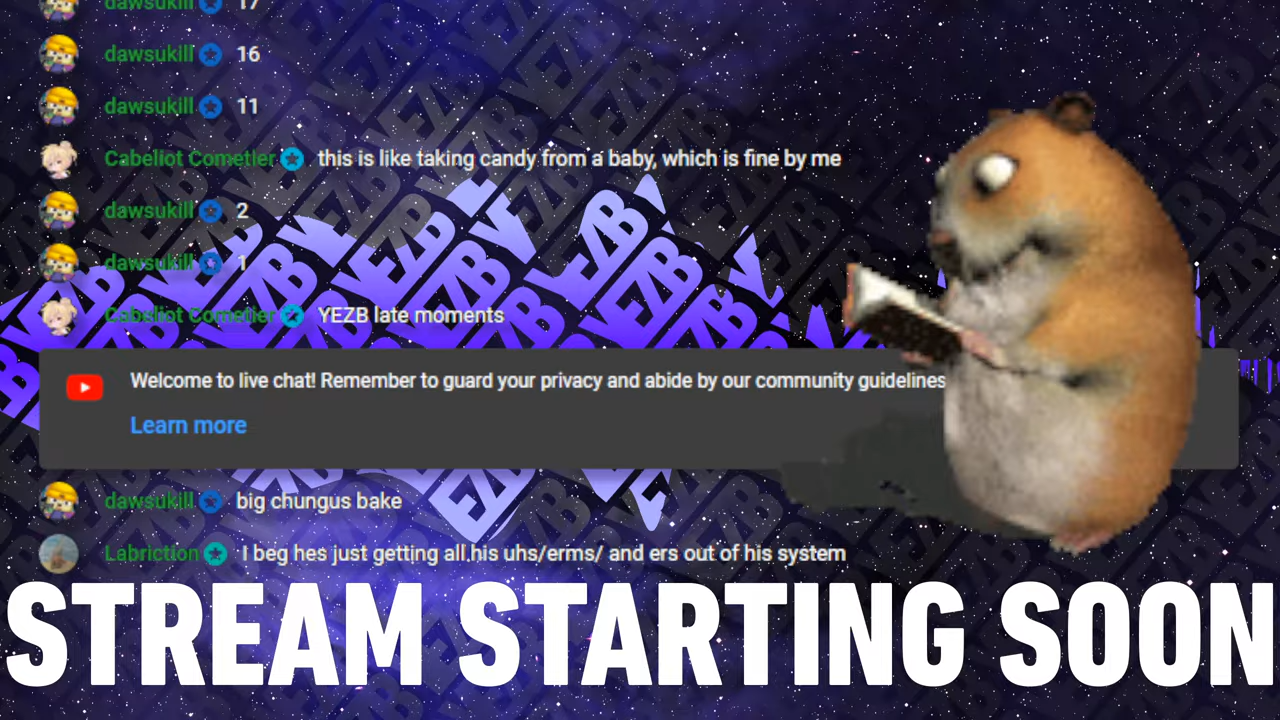 dawsukill 17
dawsukill 16
dawsukill 11
Cabeliot Cometier this is like taking candy from a baby, which is fine by me
dawsukill 2
dawsukill 1
Cabeliot Cometier YEZB late moments
Welcome to live chat! Remember to guard your privacy and abide by our community guidelines
Learn more
dawsukill big chungus bake
Labriction I beg hes just getting all his uhs/erms/ and ers out of his system
STREAM STARTING SOON